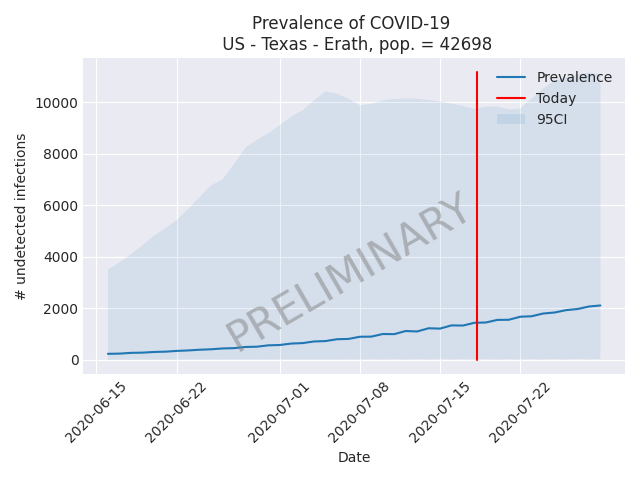 Prevalence of COVID-19
US - Texas - Erath, pop. = 42698
Prevalence
Today
95CI
# undetected infections
10000
8000
6000
4000
2000
0
PRELIMINARY
2020-06-15
2020-06-22
2020-07-01
2020-07-08
2020-07-15
2020-07-22
Date